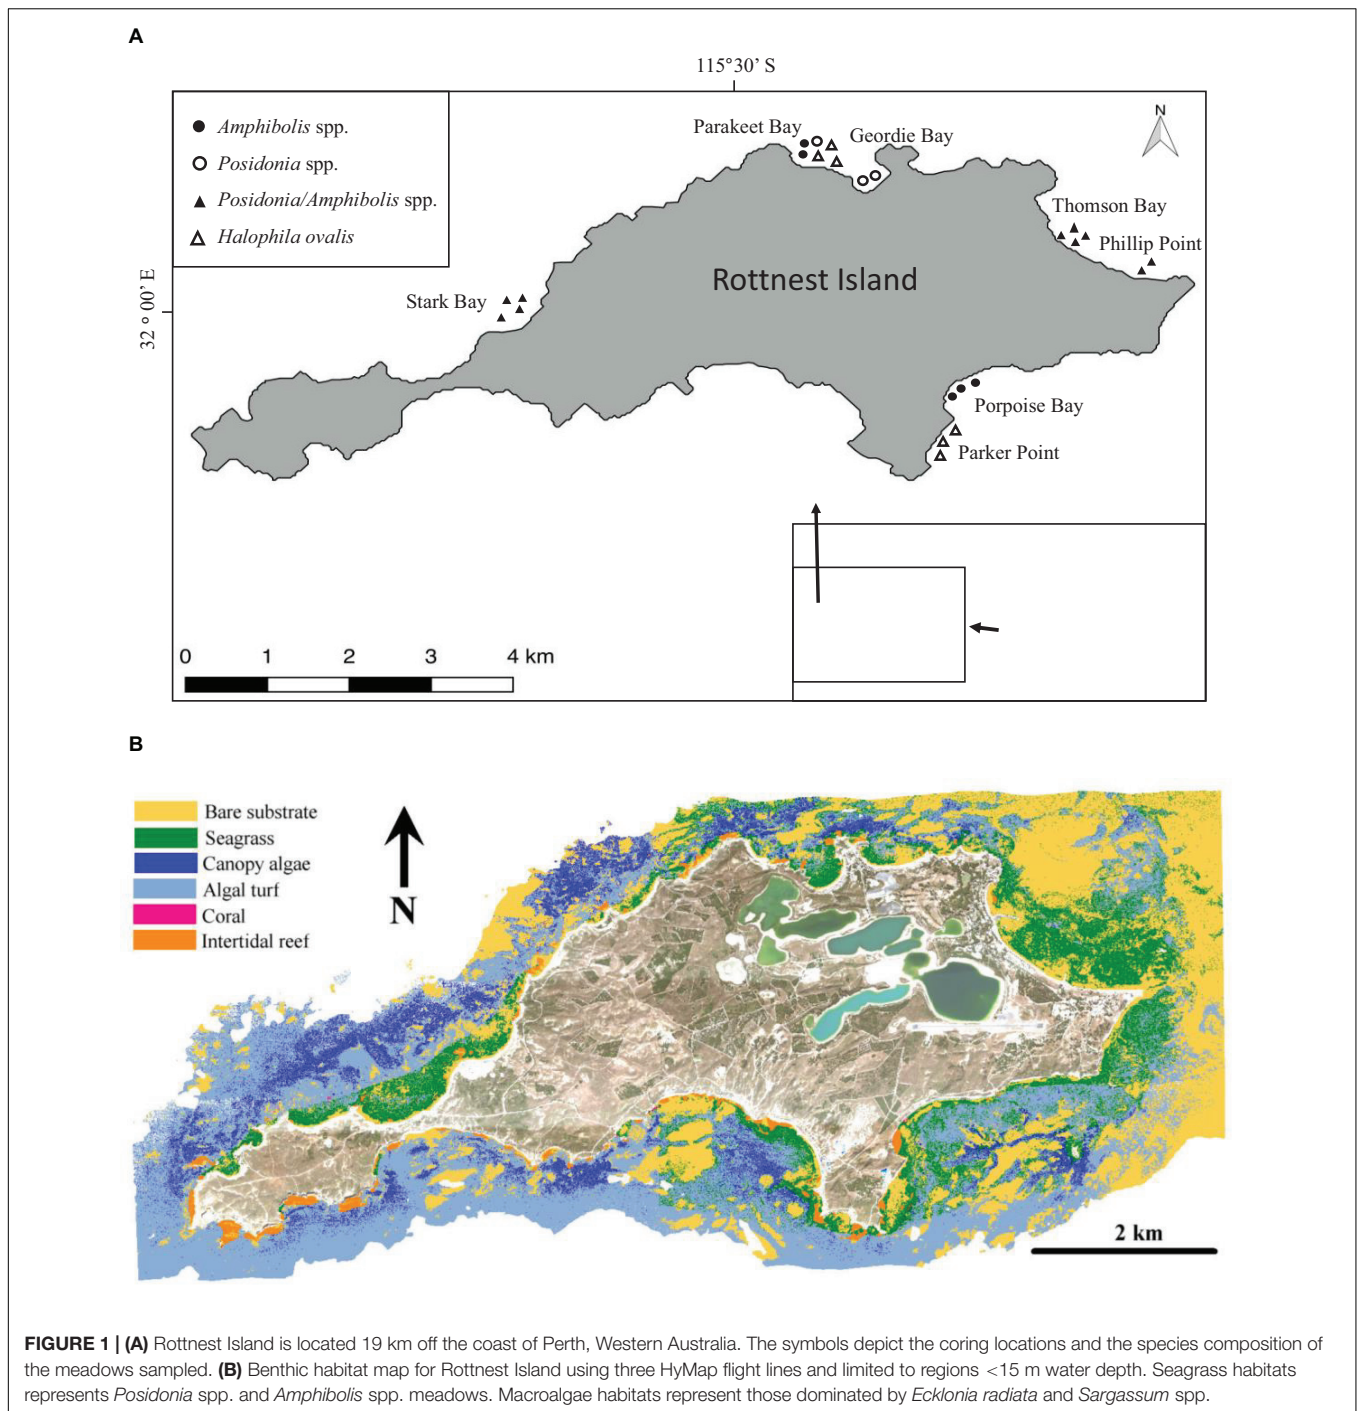 A
115°30' S
N
Amphibolis spp.
Posidonia spp.
Posidonia/Amphibolis spp.
Halophila ovalis
Parakeet Bay
Geordie Bay
Thomson Bay
Phillip Point
Rottnest Island
Stark Bay
32 º 00' E
Porpoise Bay
Parker Point
0 1 2 3 4 km
B
Bare substrate
Seagrass
Canopy algae
Algal turf
Coral
Intertidal reef
N
2 km
FIGURE 1 | (A) Rottnest Island is located 19 km off the coast of Perth, Western Australia. The symbols depict the coring locations and the species composition of
the meadows sampled. (B) Benthic habitat map for Rottnest Island using three HyMap flight lines and limited to regions <15 m water depth. Seagrass habitats
represents Posidonia spp. and Amphibolis spp. meadows. Macroalgae habitats represent those dominated by Ecklonia radiata and Sargassum spp.